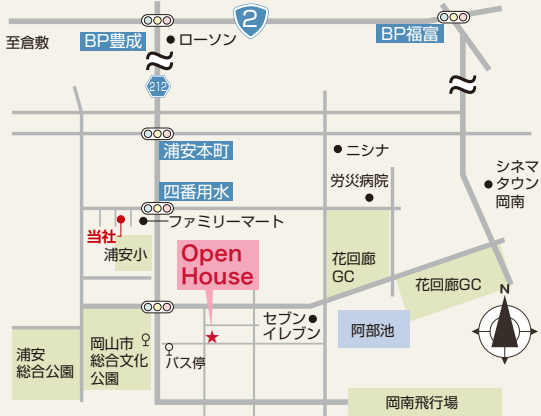 2
至倉敷
BP豊成
ローソン
BP福富
212
浦安本町
ニシナ
シネマ
タウン
岡南
労災病院
四番用水
ファミリーマート
当社
浦安小
Open
House
花回廊
GC
花回廊GC
N
セブン
イレブン
阿部池
岡山市
総合文化
公園
バス停
浦安
総合公園
岡南飛行場